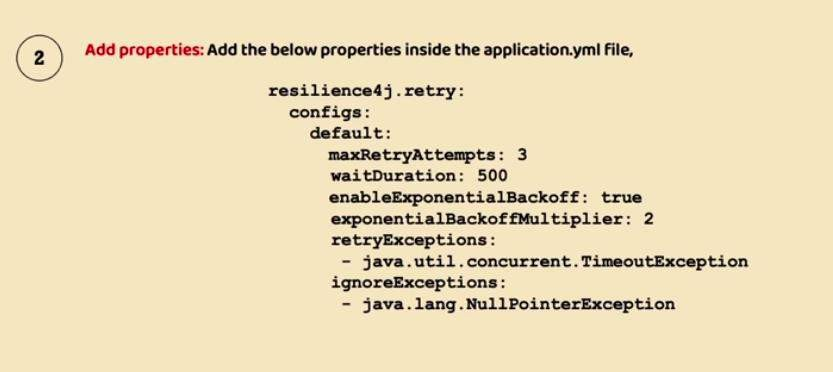 2
Add properties: Add the below properties inside the application.yml file,
resilience4j.retry:
  configs:
    default:
      maxRetryAttempts: 3
      waitDuration: 500
      enableExponentialBackoff: true
      exponentialBackoffMultiplier: 2
      retryExceptions:
       - java.util.concurrent.TimeoutException
      ignoreExceptions:
       - java.lang.NullPointerException